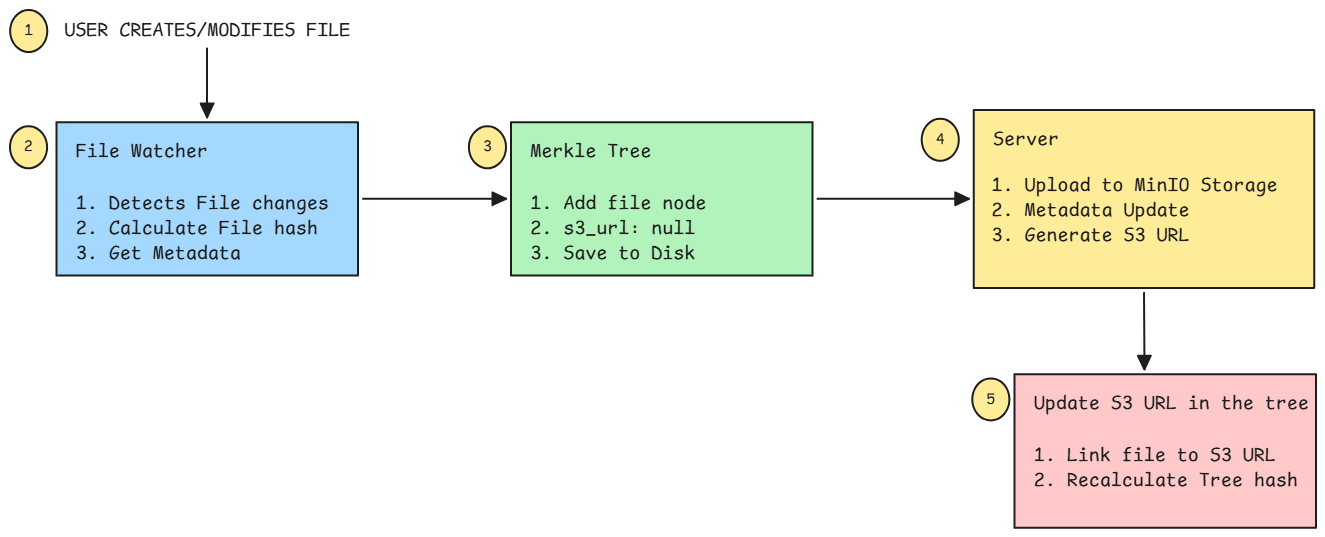 1
USER CREATES/MODIFIES FILE
2
File Watcher
1. Detects File changes
2. Calculate File hash
3. Get Metadata
3
Merkle Tree
1. Add file node
2. s3_url: null
3. Save to Disk
4
Server
1. Upload to MinIO Storage
2. Metadata Update
3. Generate S3 URL
5
Update S3 URL in the tree
1. Link file to S3 URL
2. Recalculate Tree hash